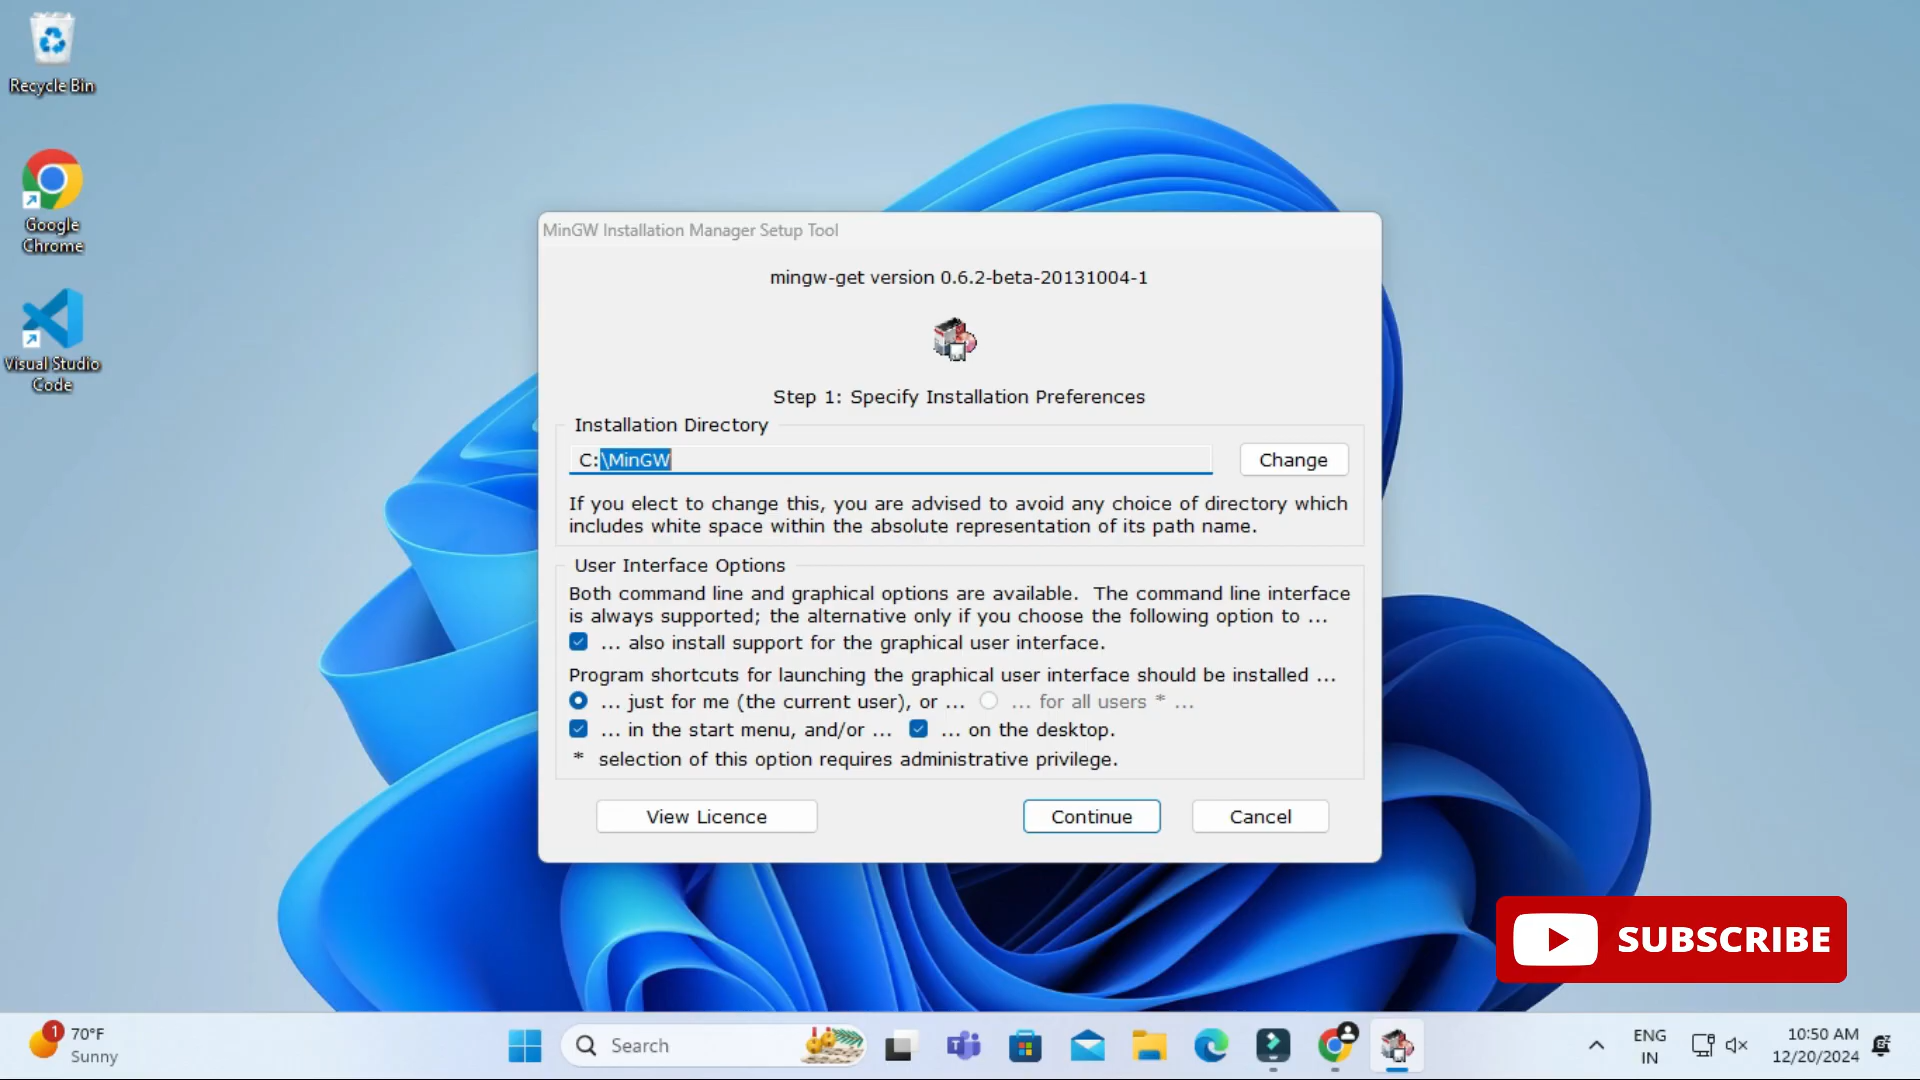 Recycle Bin
Google
Chrome
Visual Studio
Code
MinGW Installation Manager Setup Tool
mingw-get version 0.6.2-beta-20131004-1
Step 1: Specify Installation Preferences
Installation Directory
C:\MinGW
Change
If you elect to change this, you are advised to avoid any choice of directory which
includes white space within the absolute representation of its path name.
User Interface Options
Both command line and graphical options are available. The command line interface
is always supported; the alternative only if you choose the following option to ...
... also install support for the graphical user interface.
Program shortcuts for launching the graphical user interface should be installed ...
... just for me (the current user), or ... ... for all users * ...
... in the start menu, and/or ... ... on the desktop.
* selection of this option requires administrative privilege.
View Licence
Continue
Cancel
SUBSCRIBE
1
70°F
Sunny
Search
ENG
IN
10:50 AM
12/20/2024